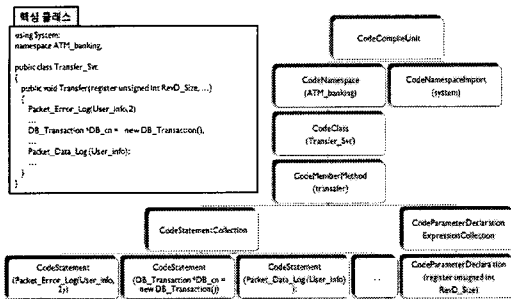 핵심 클래스
using System;
namespace ATM_banking,
public class Transfer_Svc
{
public void Transfer(register unsigned int RevD_Size, ...)
{
Packet_Error_Log(User_info,2)
...
DB_Transaction *DB_cn = new DB_Transaction(),
...
Packet_Data_Log (User_info);
...
}
}
CodeCompileUnit
CodeNamespace
(ATM_banking)
CodeNamespaceImport
(system)
CodeClass
(Transfer_Svc)
CodeMemberMethod
(transfer)
CodeStatementCollection
CodeParameterDeclaration
ExpressionCollection
CodeStatement
(Packet_Error_Log(User_info,
2))
CodeStatement
(DB_Transaction *DB_cn =
new DB_Transaction())
CodeStatement
(Packet_Data_Log (User_info)
);
...
CodeParameterDeclaration
(register unsigned int
RevD_Size)